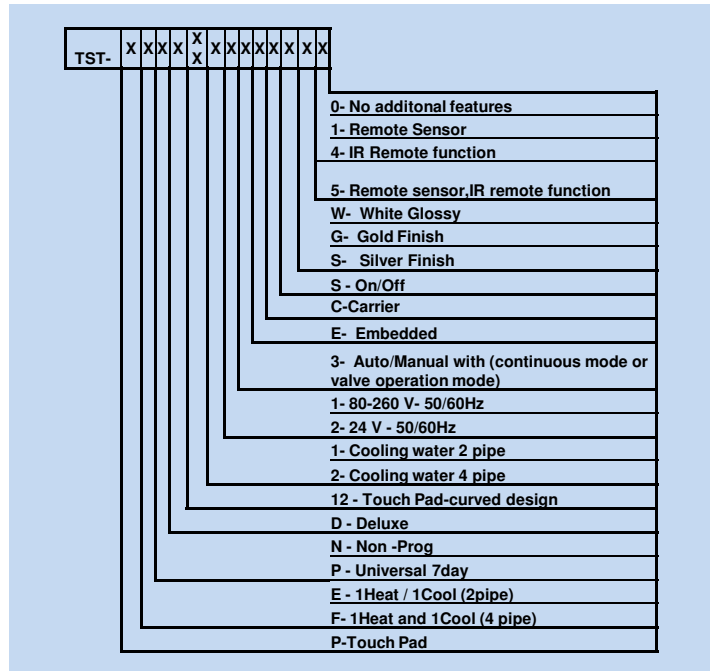 TST- X X X X X X X X X X X X X X X
0- No additonal features
1- Remote Sensor
4- IR Remote function
5- Remote sensor,IR remote function
W- White Glossy
G- Gold Finish
S- Silver Finish
S - On/Off
C-Carrier
E- Embedded
3- Auto/Manual with (continuous mode or
valve operation mode)
1- 80-260 V- 50/60Hz
2- 24 V - 50/60Hz
1- Cooling water 2 pipe
2- Cooling water 4 pipe
12 - Touch Pad-curved design
D - Deluxe
N - Non -Prog
P - Universal 7day
E - 1Heat / 1Cool (2pipe)
F- 1Heat and 1Cool (4 pipe)
P-Touch Pad